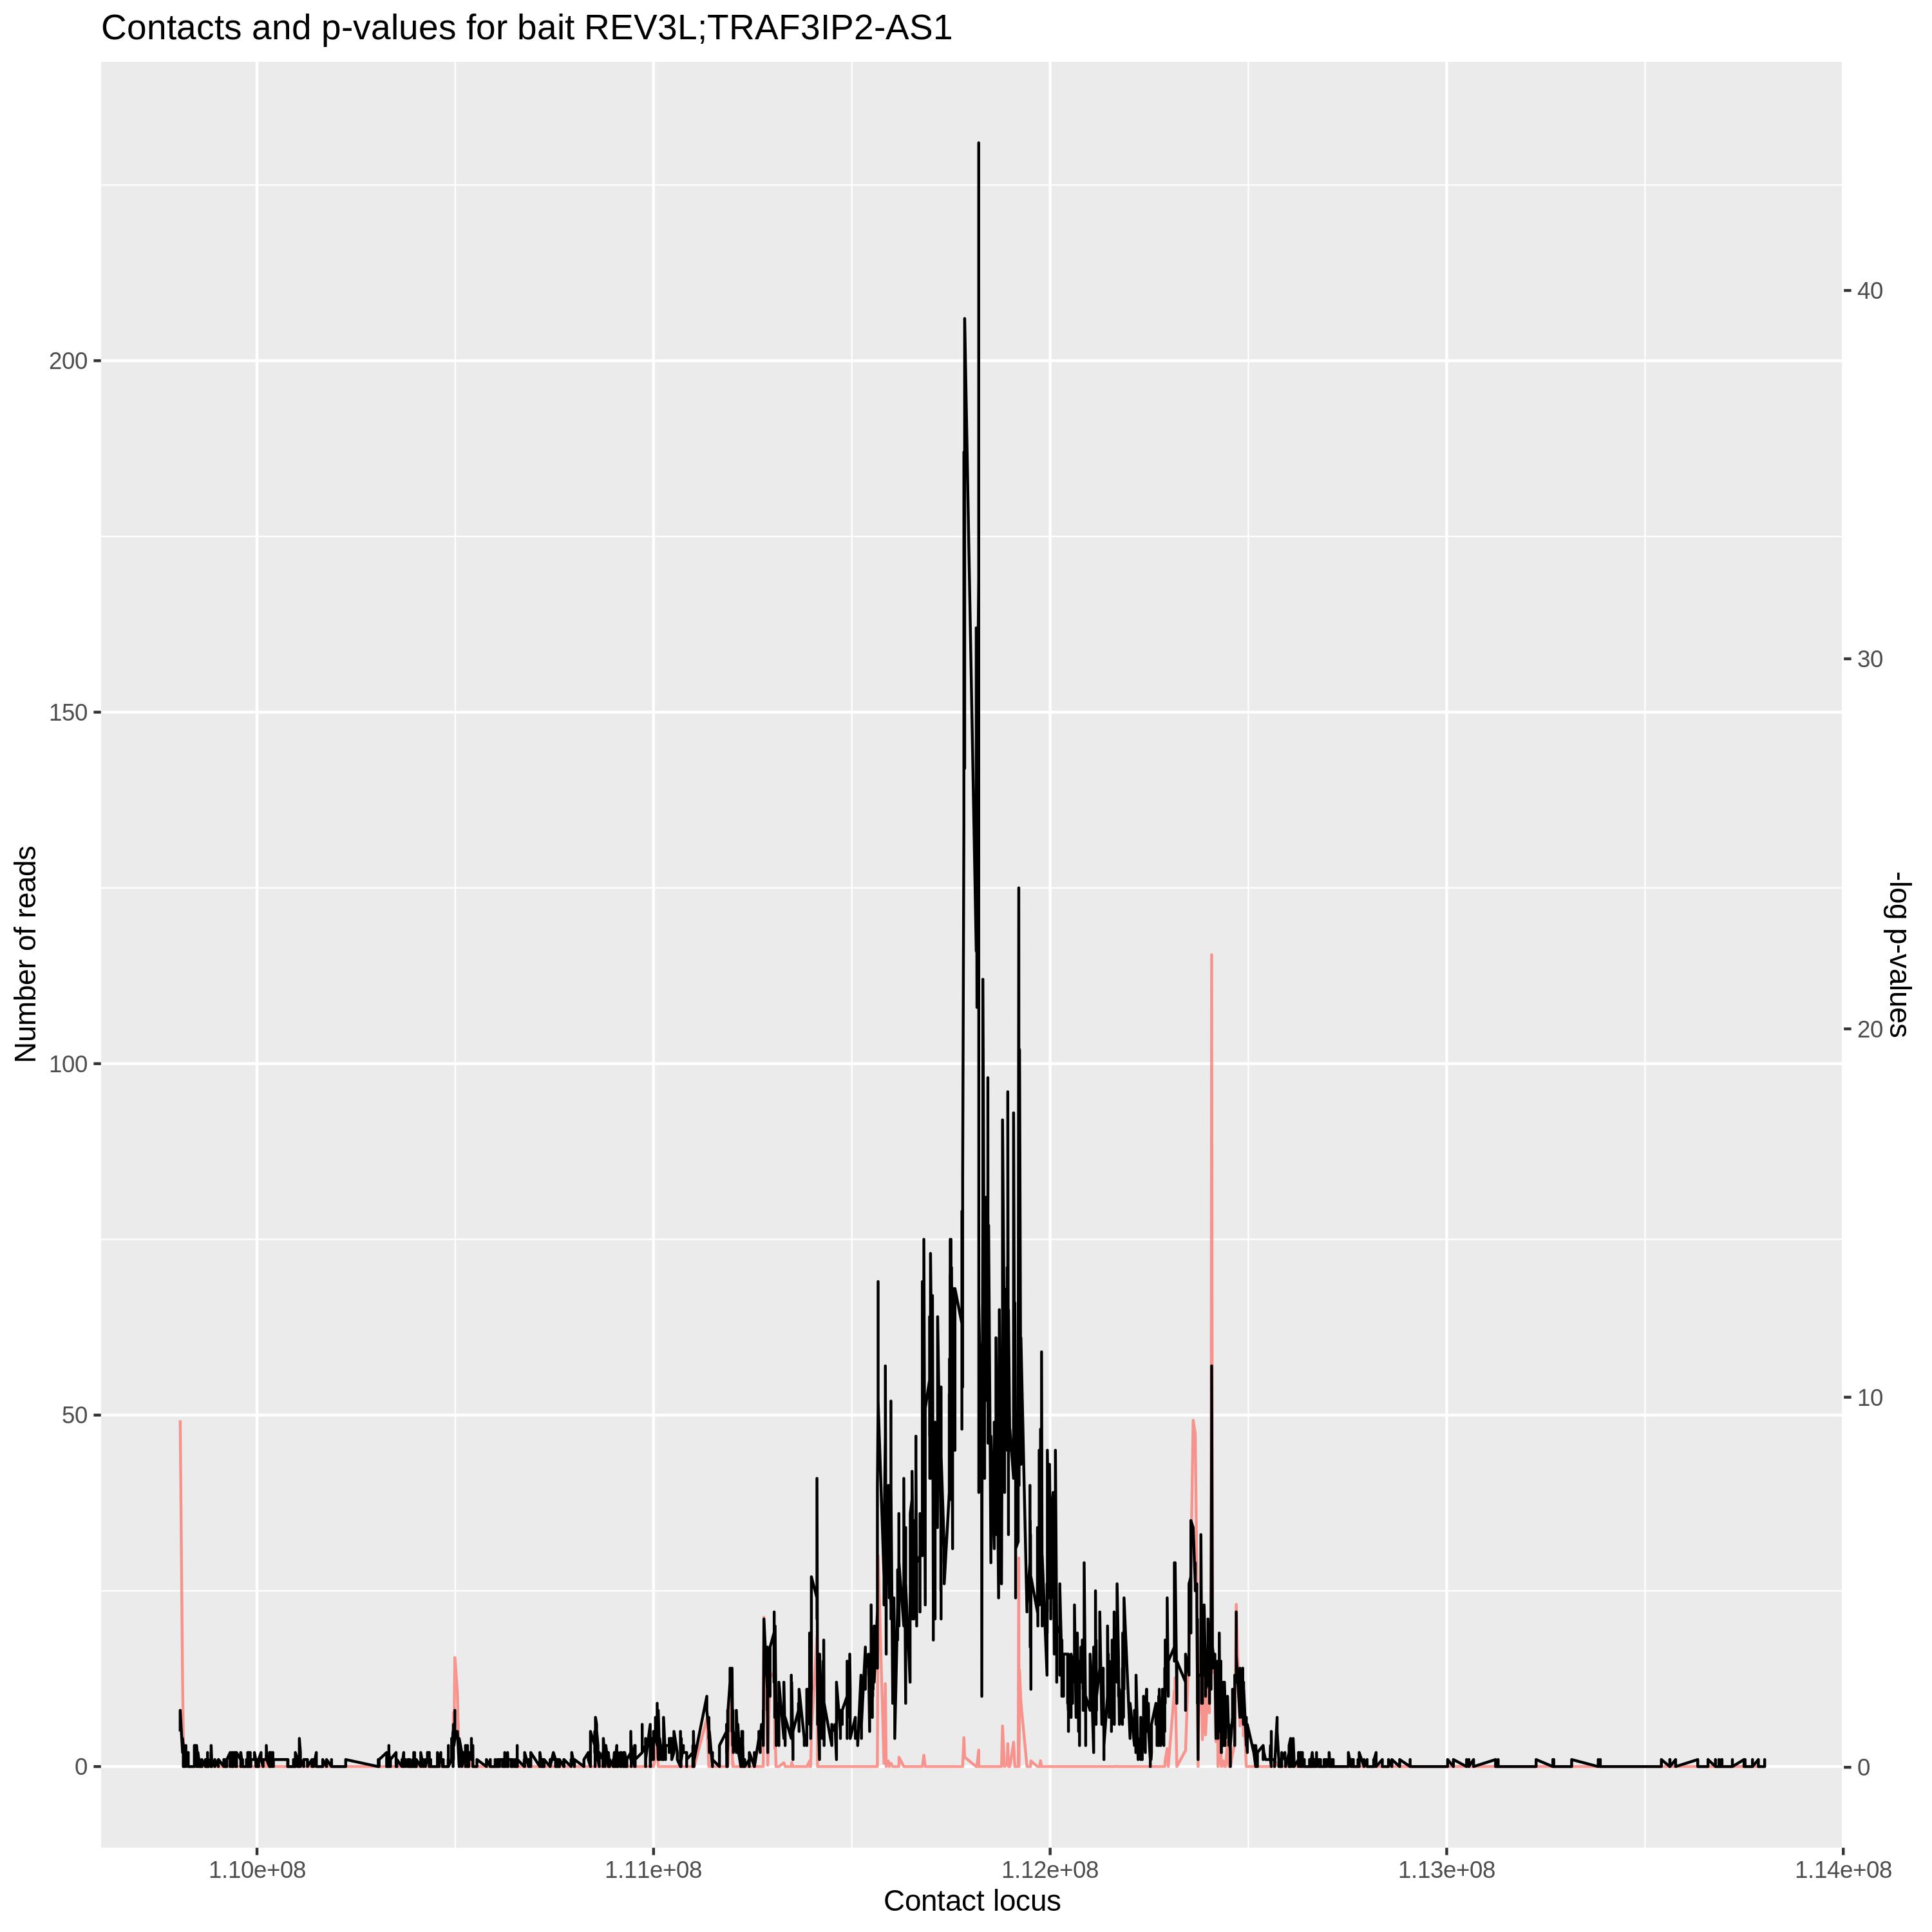 Contacts and p-values for bait REV3L;TRAF3IP2-AS1
Number of reads
200
150
100
50
0
40
30
20
10
0
-log p-values
1.10e+08
1.11e+08
1.12e+08
1.13e+08
1.14e+08
Contact locus